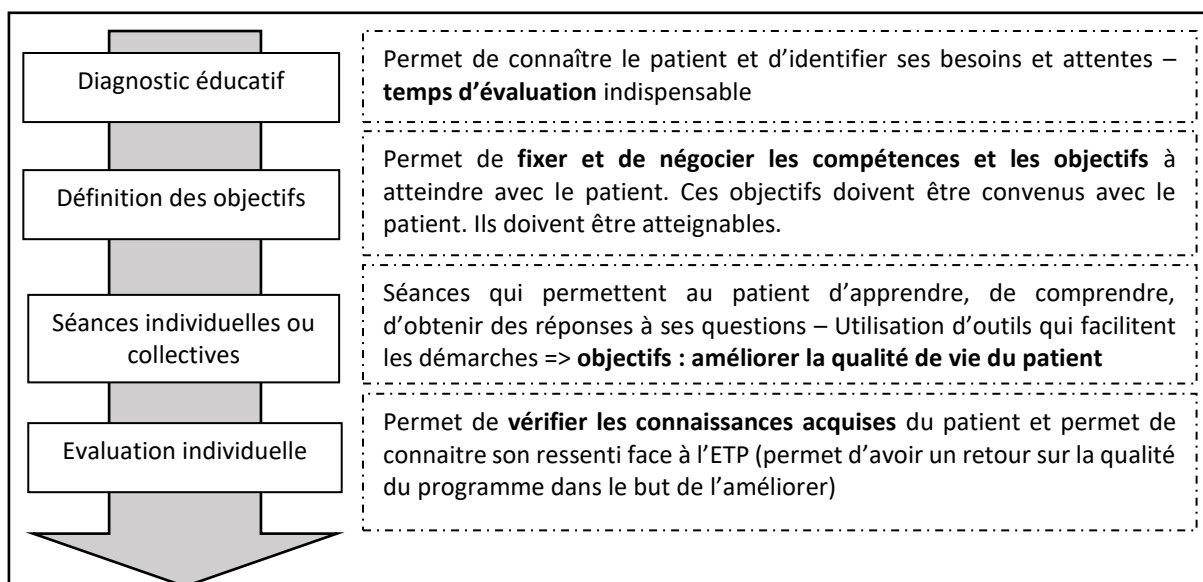 Diagnostic éducatif
Permet de connaître le patient et d’identifier ses besoins et attentes –
temps d’évaluation indispensable
Définition des objectifs
Permet de fixer et de négocier les compétences et les objectifs à
atteindre avec le patient. Ces objectifs doivent être convenus avec le
patient. Ils doivent être atteignables.
Séances individuelles ou
collectives
Séances qui permettent au patient d’apprendre, de comprendre,
d’obtenir des réponses à ses questions – Utilisation d’outils qui facilitent
les démarches => objectifs : améliorer la qualité de vie du patient
Evaluation individuelle
Permet de vérifier les connaissances acquises du patient et permet de
connaitre son ressenti face à l’ETP (permet d’avoir un retour sur la qualité
du programme dans le but de l’améliorer)